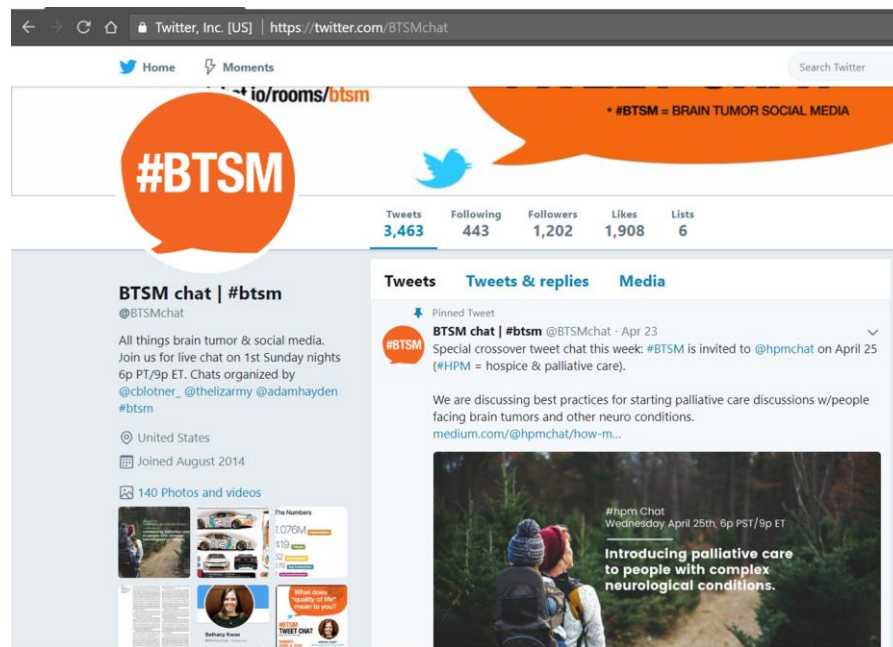 Twitter, Inc. [US] | https://twitter.com/BTSMchat
Home
Moments
Search Twitter
io/rooms/btsm
* #BTSM = BRAIN TUMOR SOCIAL MEDIA
#BTSM
Tweets Following Followers Likes Lists
3,463 443 1,202 1,908 6
BTSM chat | #btsm
@BTSMchat
All things brain tumor & social media.
Join us for live chat on 1st Sunday nights
6p PT/9p ET. Chats organized by
@cblotner_ @thelizarmy @adamhayden
#btsm
United States
Joined August 2014
140 Photos and videos
The Numbers
1.076M
419
Bethany Kwan
What does
"quality of life"
mean to you?
#BTSM
TWEET CHAT
Tweets Tweets & replies Media
Pinned Tweet
#BTSM
BTSM chat | #btsm @BTSMchat · Apr 23
Special crossover tweet chat this week: #BTSM is invited to @hpmchat on April 25
(#HPM = hospice & palliative care).
We are discussing best practices for starting palliative care discussions w/people
facing brain tumors and other neuro conditions.
medium.com/@hpmchat/how-m...
#hpm Chat
Wednesday April 25th, 6p PST/9p ET
Introducing palliative care
to people with complex
neurological conditions.